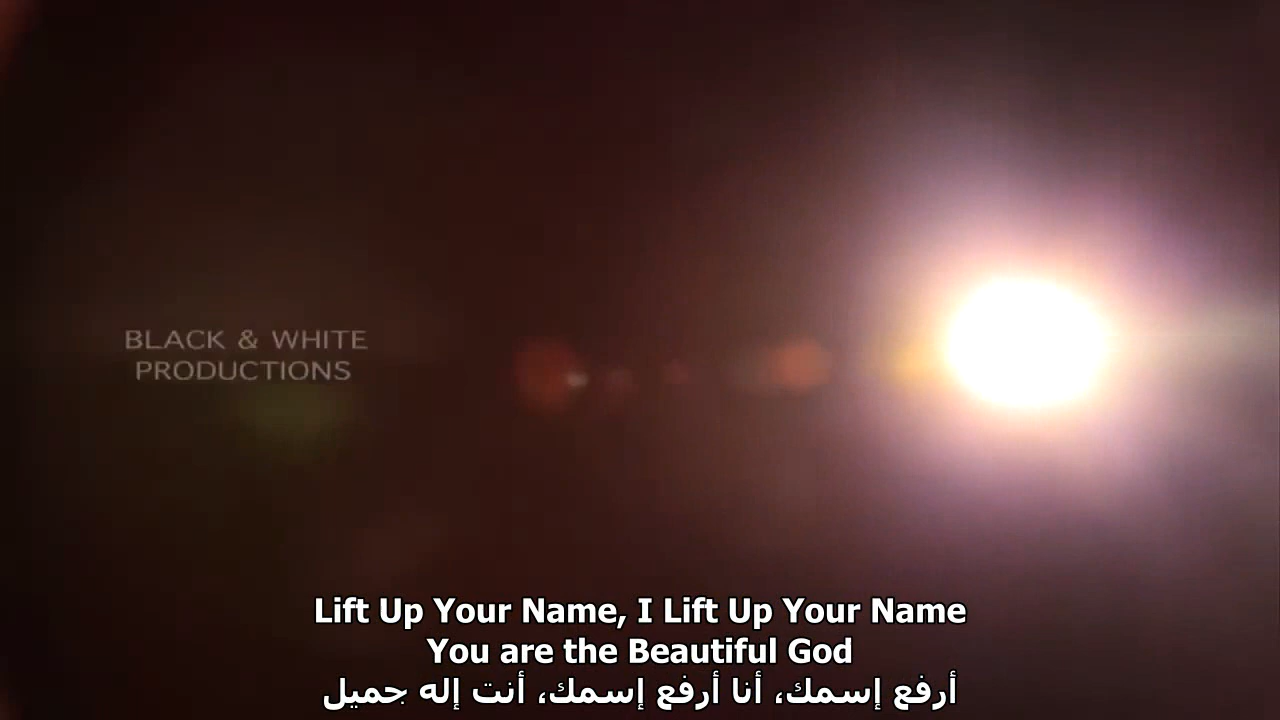 BLACK & WHITE
PRODUCTIONS
Lift Up Your Name, I Lift Up Your Name
You are the Beautiful God
أرفع إسمك، أنا أرفع إسمك، أنت إله جميل